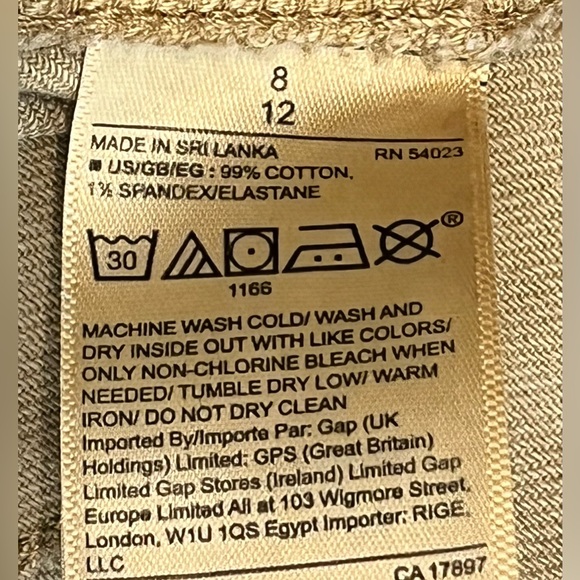 8
12
MADE IN SRI LANKA RN 54023
US/GB/EG : 99% COTTON,
1% SPANDEX/ELASTANE
30 ®
1166
MACHINE WASH COLD/ WASH AND
DRY INSIDE OUT WITH LIKE COLORS/
ONLY NON-CHLORINE BLEACH WHEN
NEEDED/ TUMBLE DRY LOW/ WARM
IRON/ DO NOT DRY CLEAN
Imported By/Importe Par: Gap (UK
Holdings) Limited: GPS (Great Britain)
Limited Gap Stores (Ireland) Limited Gap
Europe Limited All at 103 Wigmore Street,
London, W1U 1QS Egypt Importer: RIGE,
LLC
CA 17897